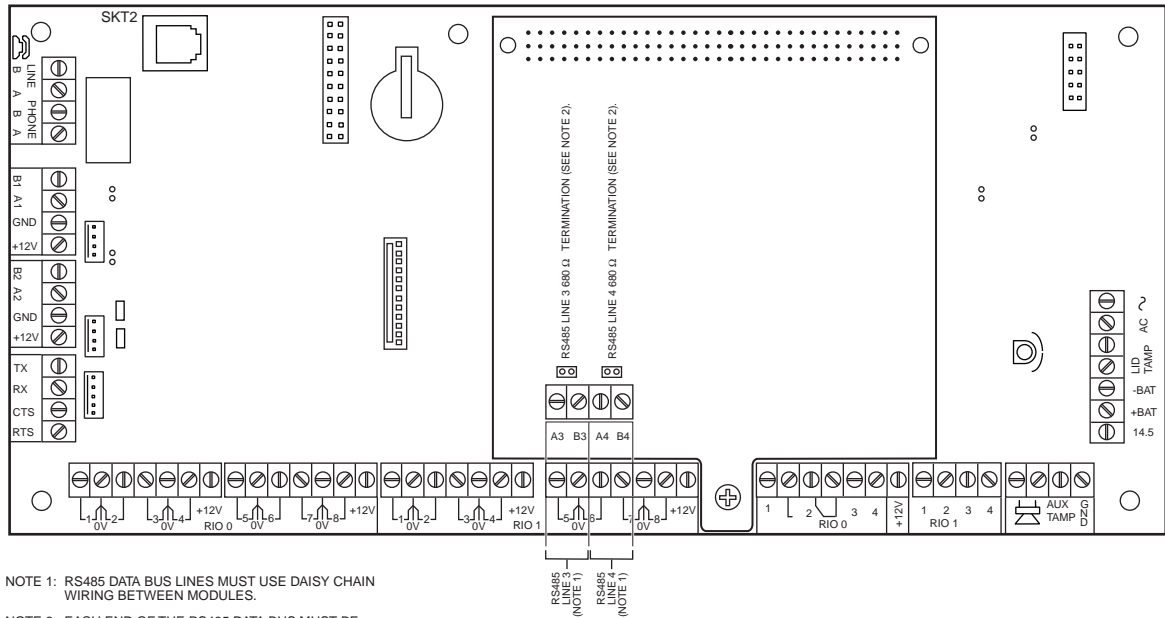 SKT2
LINE
B
A
PHONE
B
A
B1
A1
GND
+12V
B2
A2
GND
+12V
TX
RX
CTS
RTS
RS485 LINE 3 680 Ω TERMINATION (SEE NOTE 2).
RS485 LINE 4 680 Ω TERMINATION (SEE NOTE 2).
A3 B3 A4 B4
AC
LID TAMP
-BAT
+BAT
14.5
1 0V 2 3 0V 4 +12V RIO 0 5 0V 6 7 0V 8 +12V
1 0V 2 3 0V 4 +12V RIO 1 5 0V 6 7 0V 8 +12V
1 2 RIO 0 3 4 +12V
1 2 3 4
RIO 1
AUX TAMP GND
RS485 LINE 3 (NOTE 1)
RS485 LINE 4 (NOTE 1)
NOTE 1: RS485 DATA BUS LINES MUST USE DAISY CHAIN
WIRING BETWEEN MODULES.